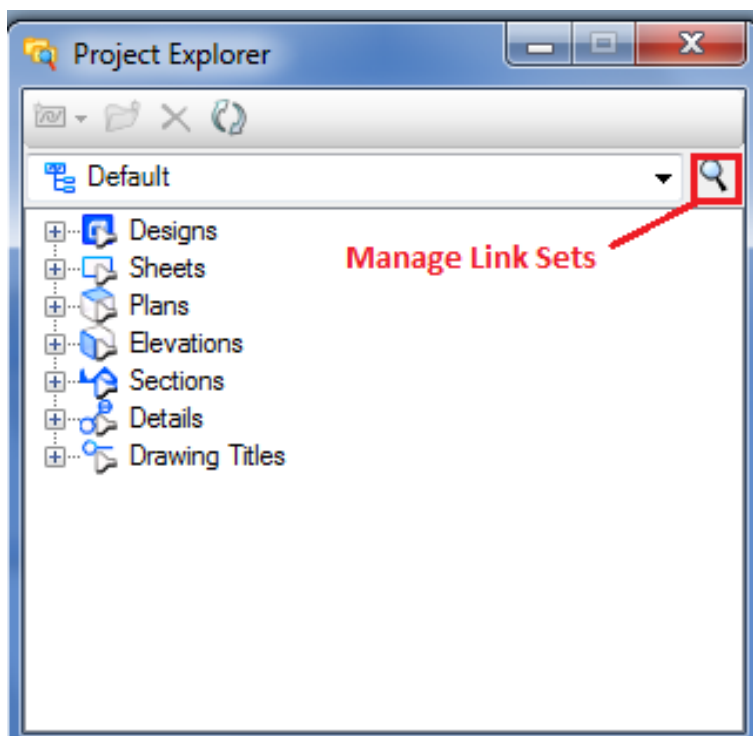 Project Explorer
Default
Designs
Manage Link Sets
Sheets
Plans
Elevations
Sections
Details
Drawing Titles